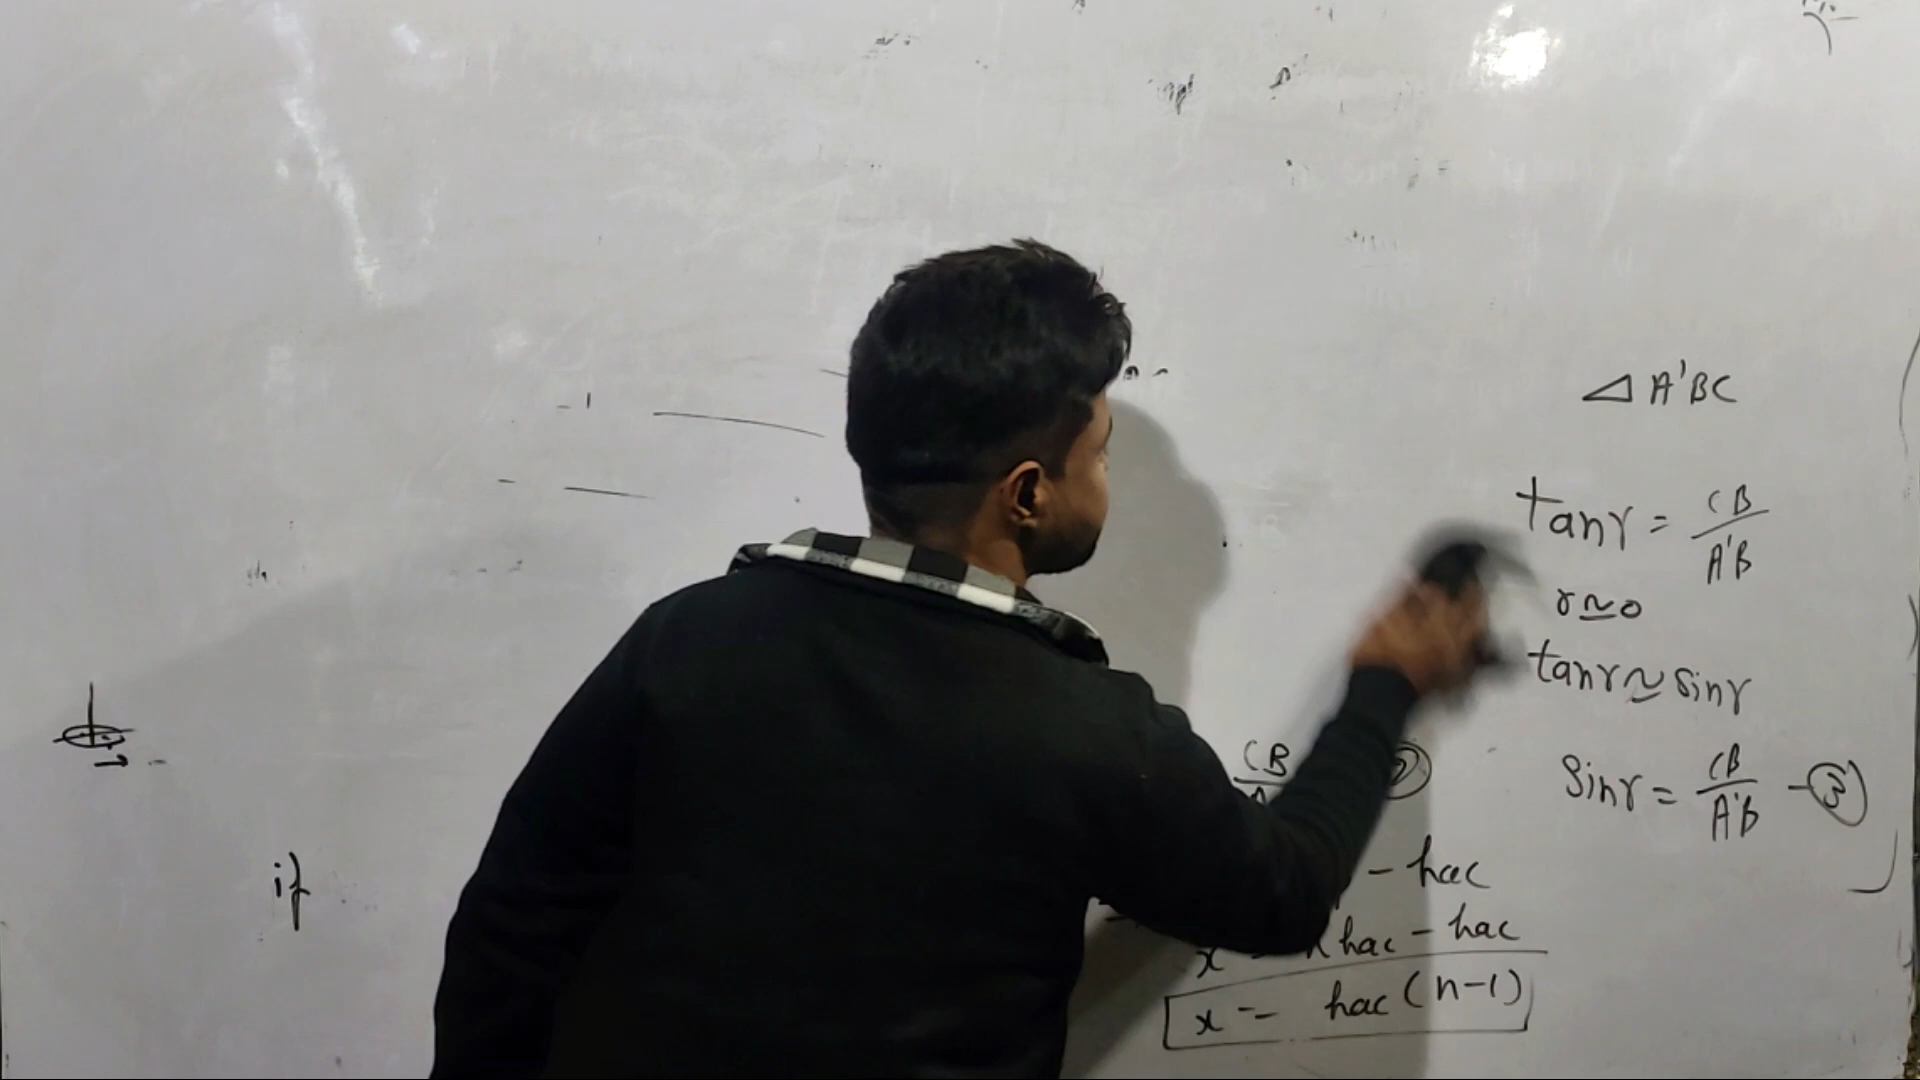 △ A'BC
tanr = CB/A'B
r ≃ 0
tanr ≃ sinr
CB
sinr = CB/A'B - ③
if
- hac
x = hac - hac
x = hac (n-1)